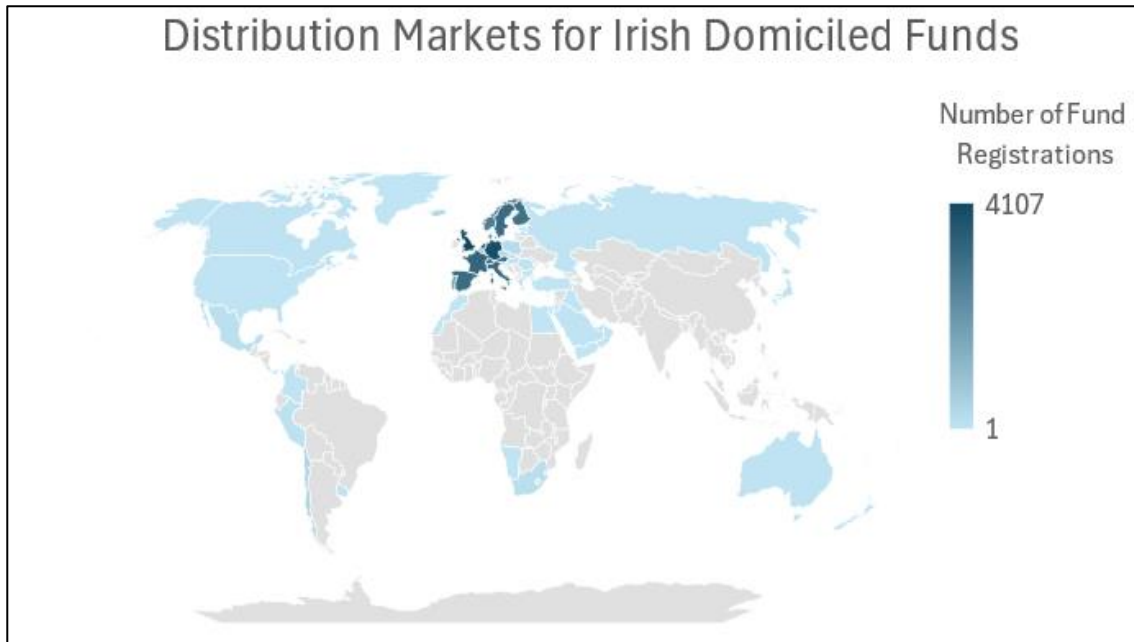 Distribution Markets for Irish Domiciled Funds
Number of Fund
Registrations
4107
1